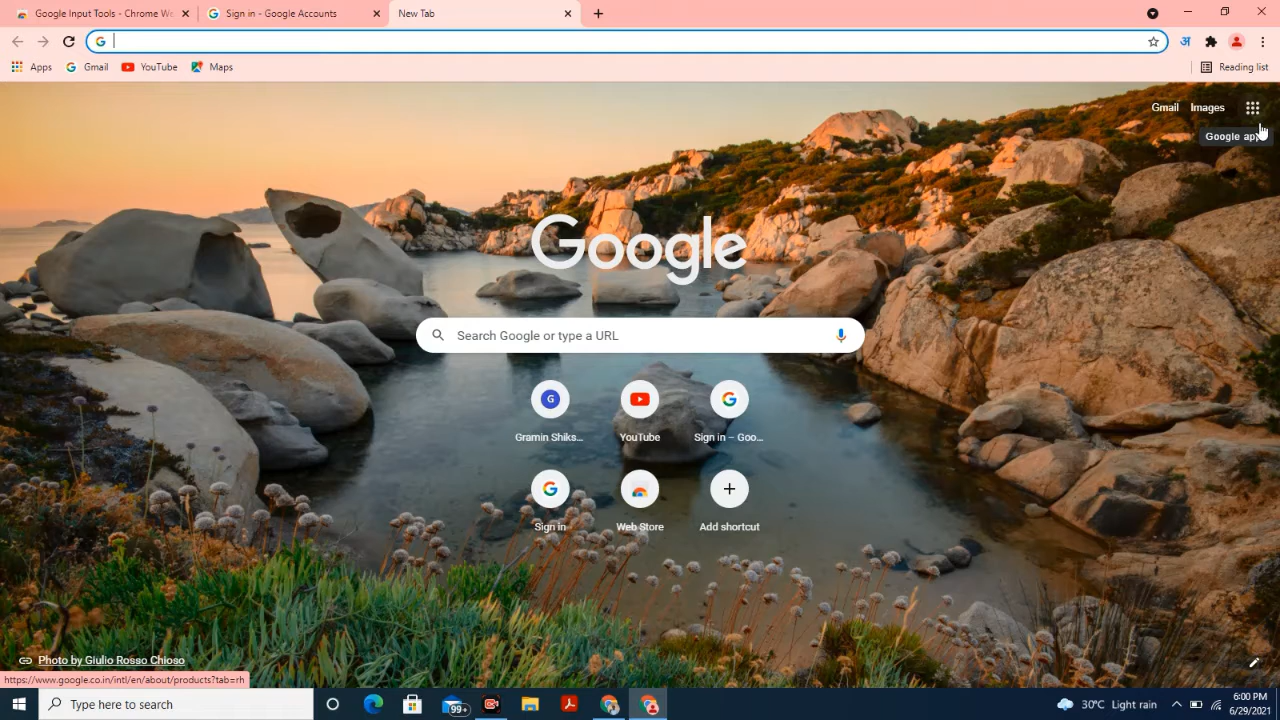 Google Input Tools - Chrome We
Sign in - Google Accounts
New Tab
Apps
Gmail
YouTube
Maps
Reading list
Gmail
Images
Google app
Google
Search Google or type a URL
Gramin Shiks...
YouTube
Sign in – Goo...
Sign in
Web Store
Add shortcut
Photo by Giulio Rosso Chioso
https://www.google.co.in/intl/en/about/products?tab=rh
Type here to search
99+
30°C Light rain
6:00 PM
6/29/2021